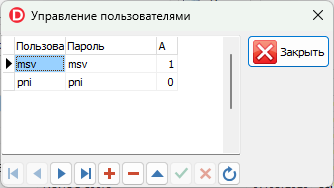 Управление пользователями
Пользова Пароль A
Закрыть
msv msv 1
pni pni 0